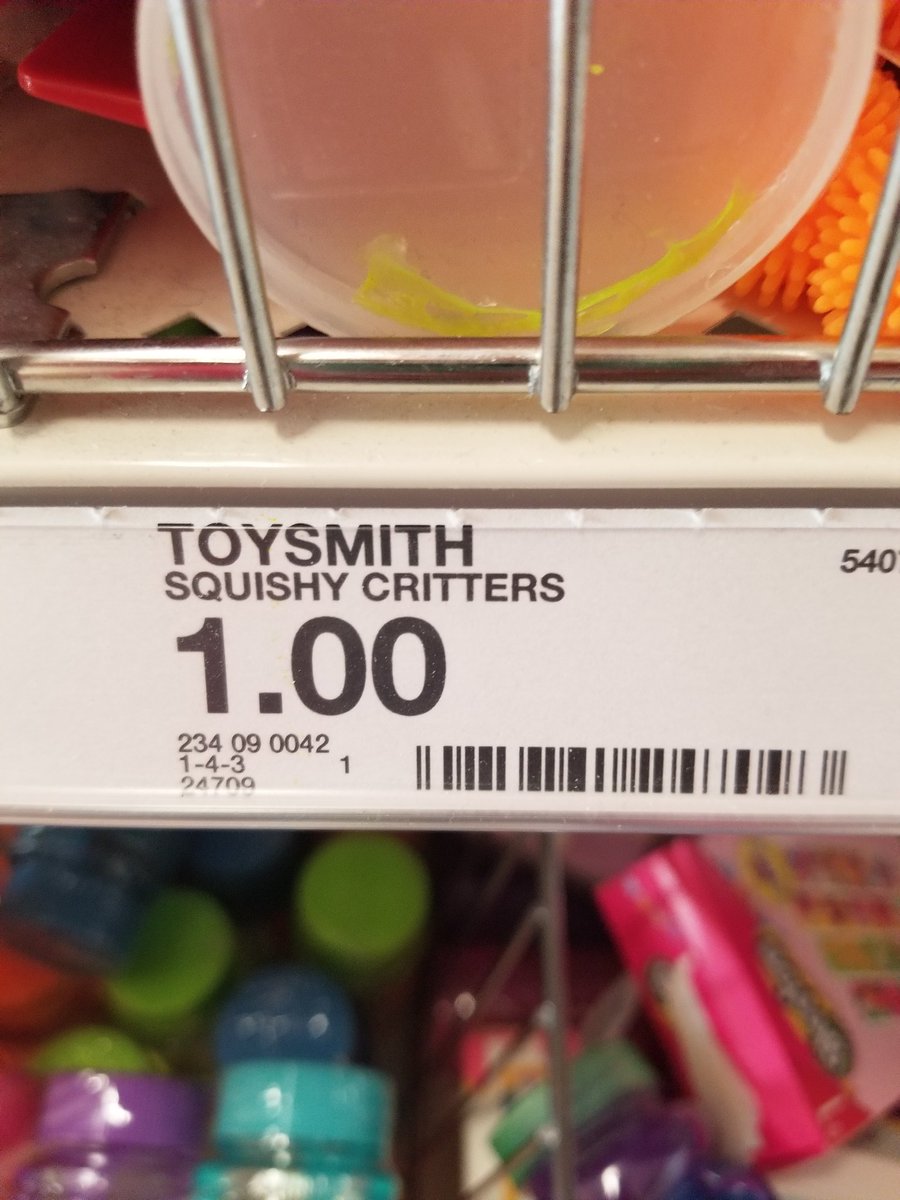 TOYSMITH
SQUISHY CRITTERS
1.00
234 09 0042
1-4-3 1
24709